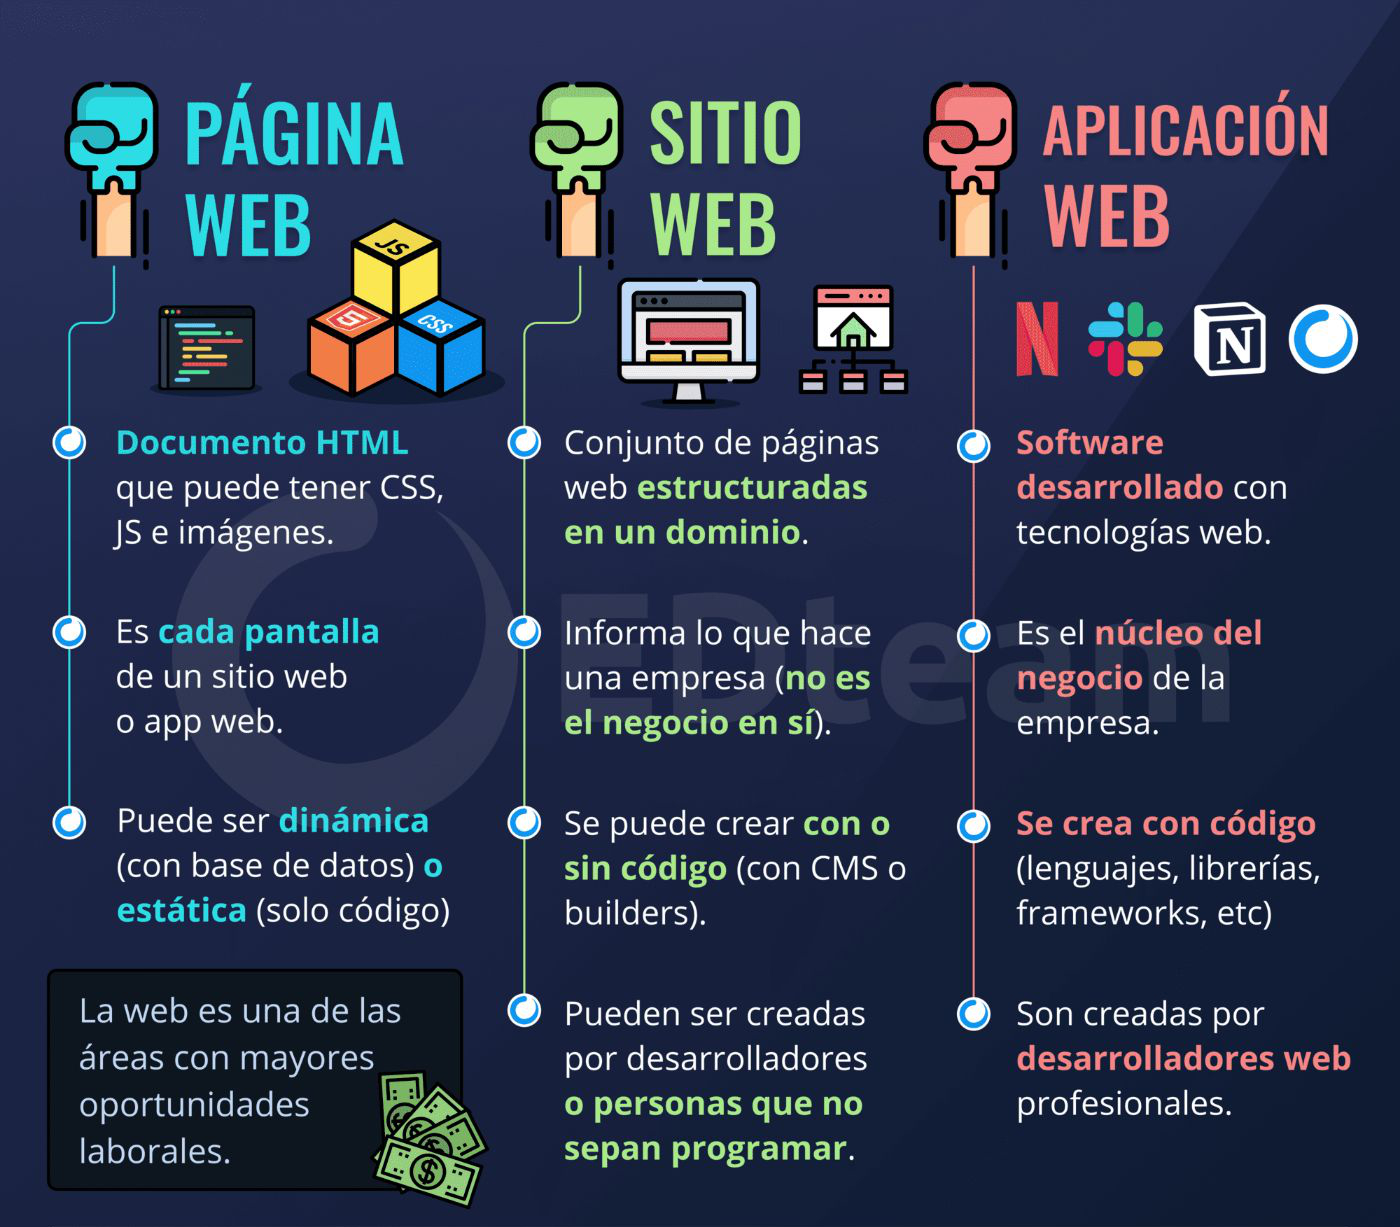 PÁGINA
WEB
JS
CSS
Documento HTML
que puede tener CSS,
JS e imágenes.
Es cada pantalla
de un sitio web
o app web.
Puede ser dinámica
(con base de datos) o
estática (solo código)
La web es una de las
áreas con mayores
oportunidades
laborales.
SITIO
WEB
Conjunto de páginas
web estructuradas
en un dominio.
Informa lo que hace
una empresa (no es
el negocio en sí).
Se puede crear con o
sin código (con CMS o
builders).
Pueden ser creadas
por desarrolladores
o personas que no
sepan programar.
APLICACIÓN
WEB
N
N
Software
desarrollado con
tecnologías web.
Es el núcleo del
negocio de la
empresa.
Se crea con código
(lenguajes, librerías,
frameworks, etc)
Son creadas por
desarrolladores web
profesionales.
EDteam